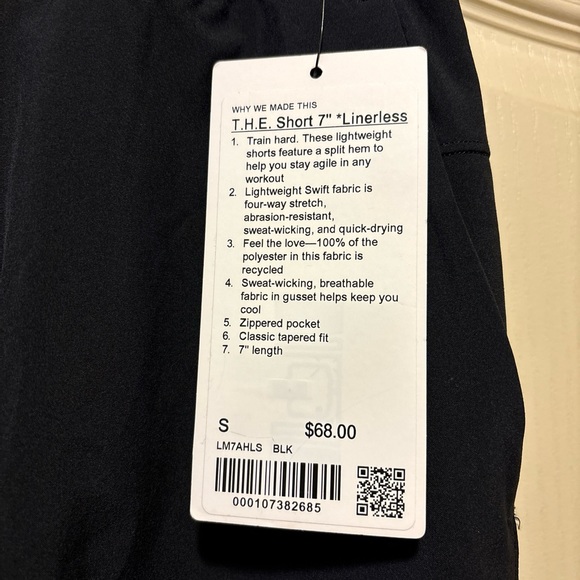 WHY WE MADE THIS
T.H.E. Short 7" *Linerless
1. Train hard. These lightweight
shorts feature a split hem to
help you stay agile in any
workout
2. Lightweight Swift fabric is
four-way stretch,
abrasion-resistant,
sweat-wicking, and quick-drying
3. Feel the love—100% of the
polyester in this fabric is
recycled
4. Sweat-wicking, breathable
fabric in gusset helps keep you
cool
5. Zippered pocket
6. Classic tapered fit
7. 7" length
S $68.00
LM7AHLS BLK
000107382685